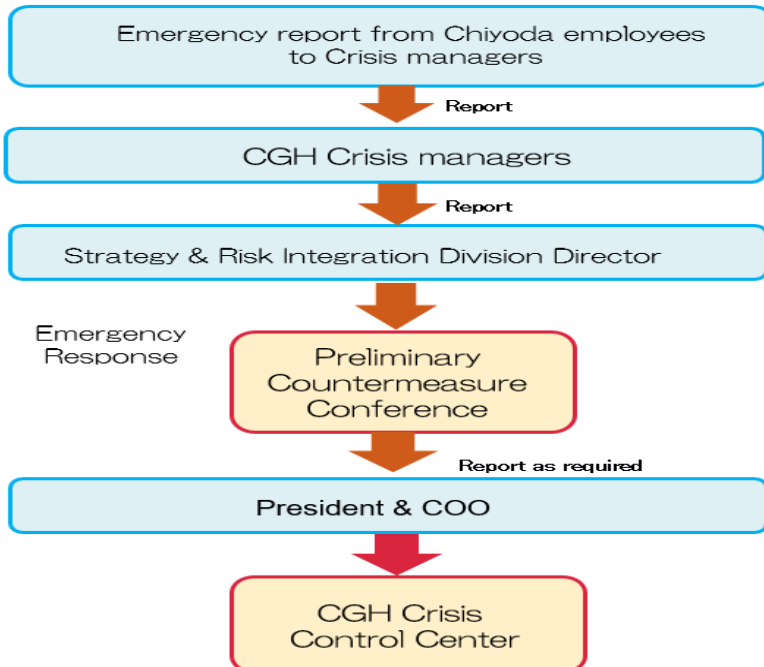 Emergency report from Chiyoda employees
to Crisis managers
Report
CGH Crisis managers
Report
Strategy & Risk Integration Division Director
Emergency
Response
Preliminary
Countermeasure
Conference
Report as required
President & COO
CGH Crisis
Control Center